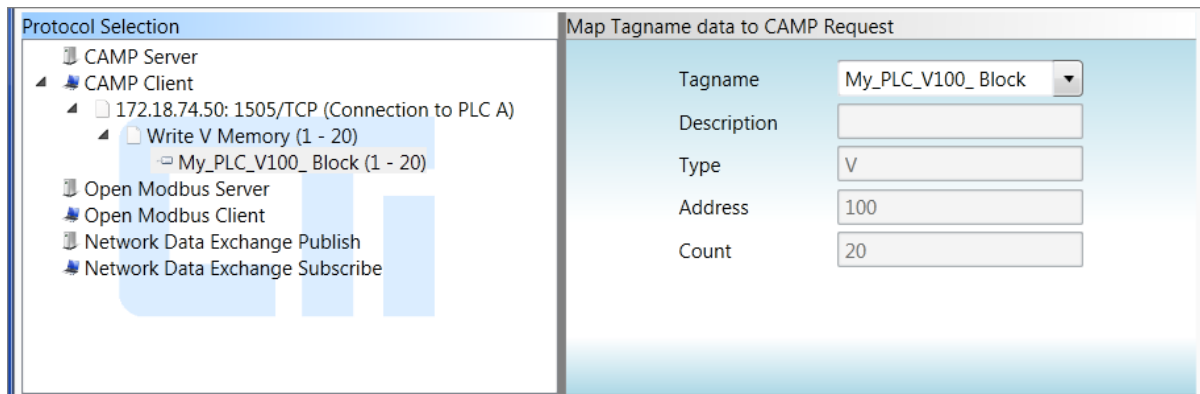 Protocol Selection
CAMP Server
CAMP Client
172.18.74.50: 1505/TCP (Connection to PLC A)
Write V Memory (1 - 20)
My_PLC_V100_ Block (1 - 20)
Open Modbus Server
Open Modbus Client
Network Data Exchange Publish
Network Data Exchange Subscribe
Map Tagname data to CAMP Request
Tagname My_PLC_V100_ Block
Description
Type V
Address 100
Count 20